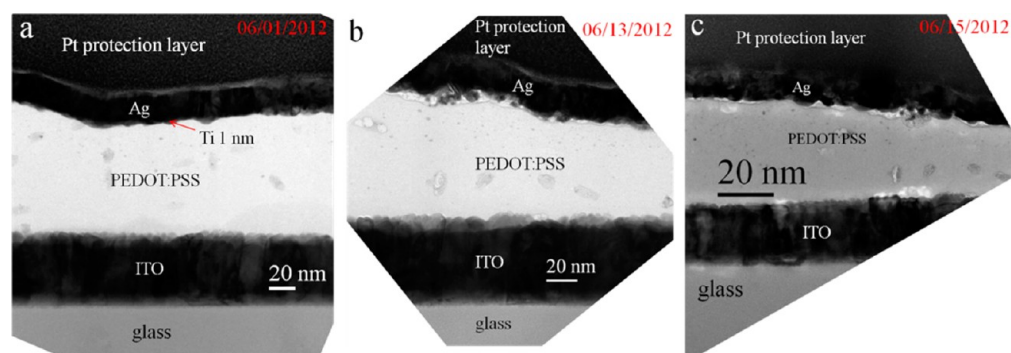 a
06/01/2012
Pt protection layer
Ag
Ti 1 nm
PEDOT:PSS
ITO
20 nm
glass
b
06/13/2012
Pt protection
layer
Ag
PEDOT:PSS
ITO
20 nm
glass
c
06/15/2012
Pt protection layer
Ag
PEDOT:PSS
20 nm
ITO
glass